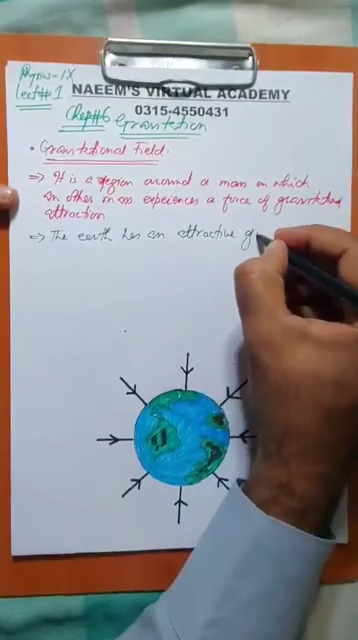 Physics-IX
Lect#1
NAEEM'S VIRTUAL ACADEMY
0315-4550431
Chep#6 Gravitation
• Gravitational Field:
⇒ It is a region around a mass in which
an other mass experiences a force of gravitational
attraction
⇒ The earth has an attractive g